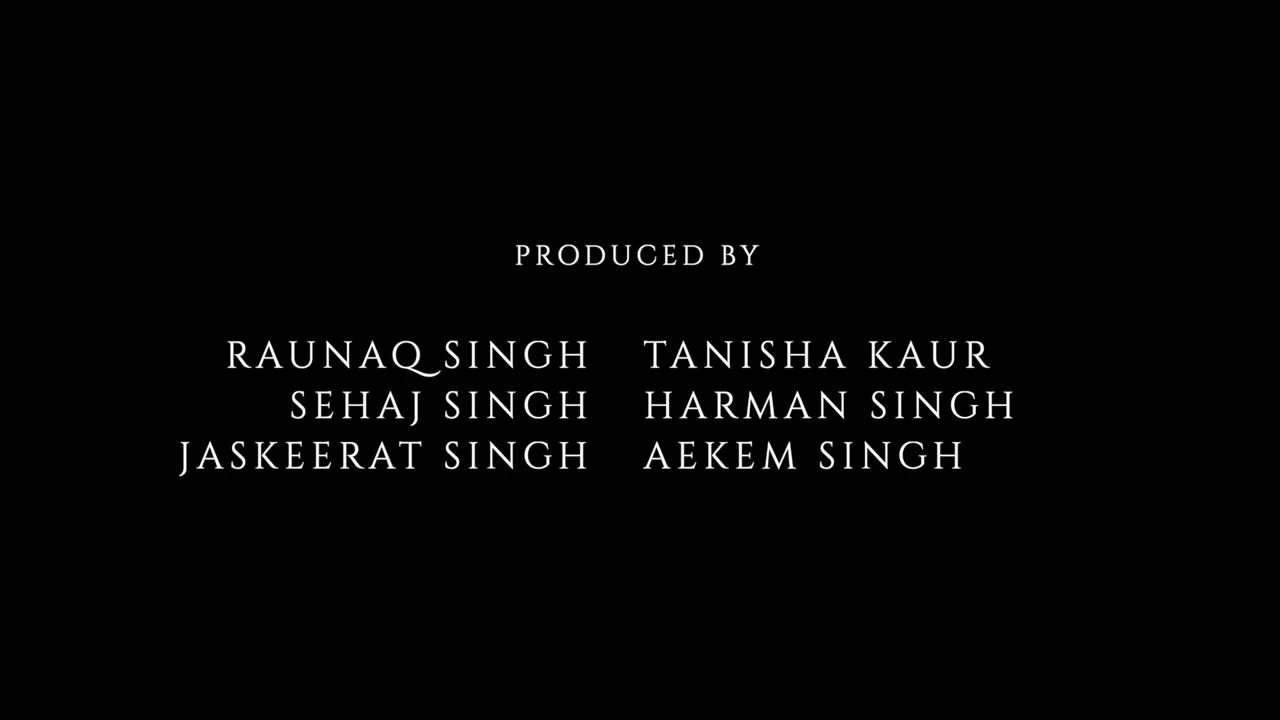 PRODUCED BY
RAUNAQ SINGH TANISHA KAUR
SEHAJ SINGH HARMAN SINGH
JASKEERAT SINGH AEKEM SINGH